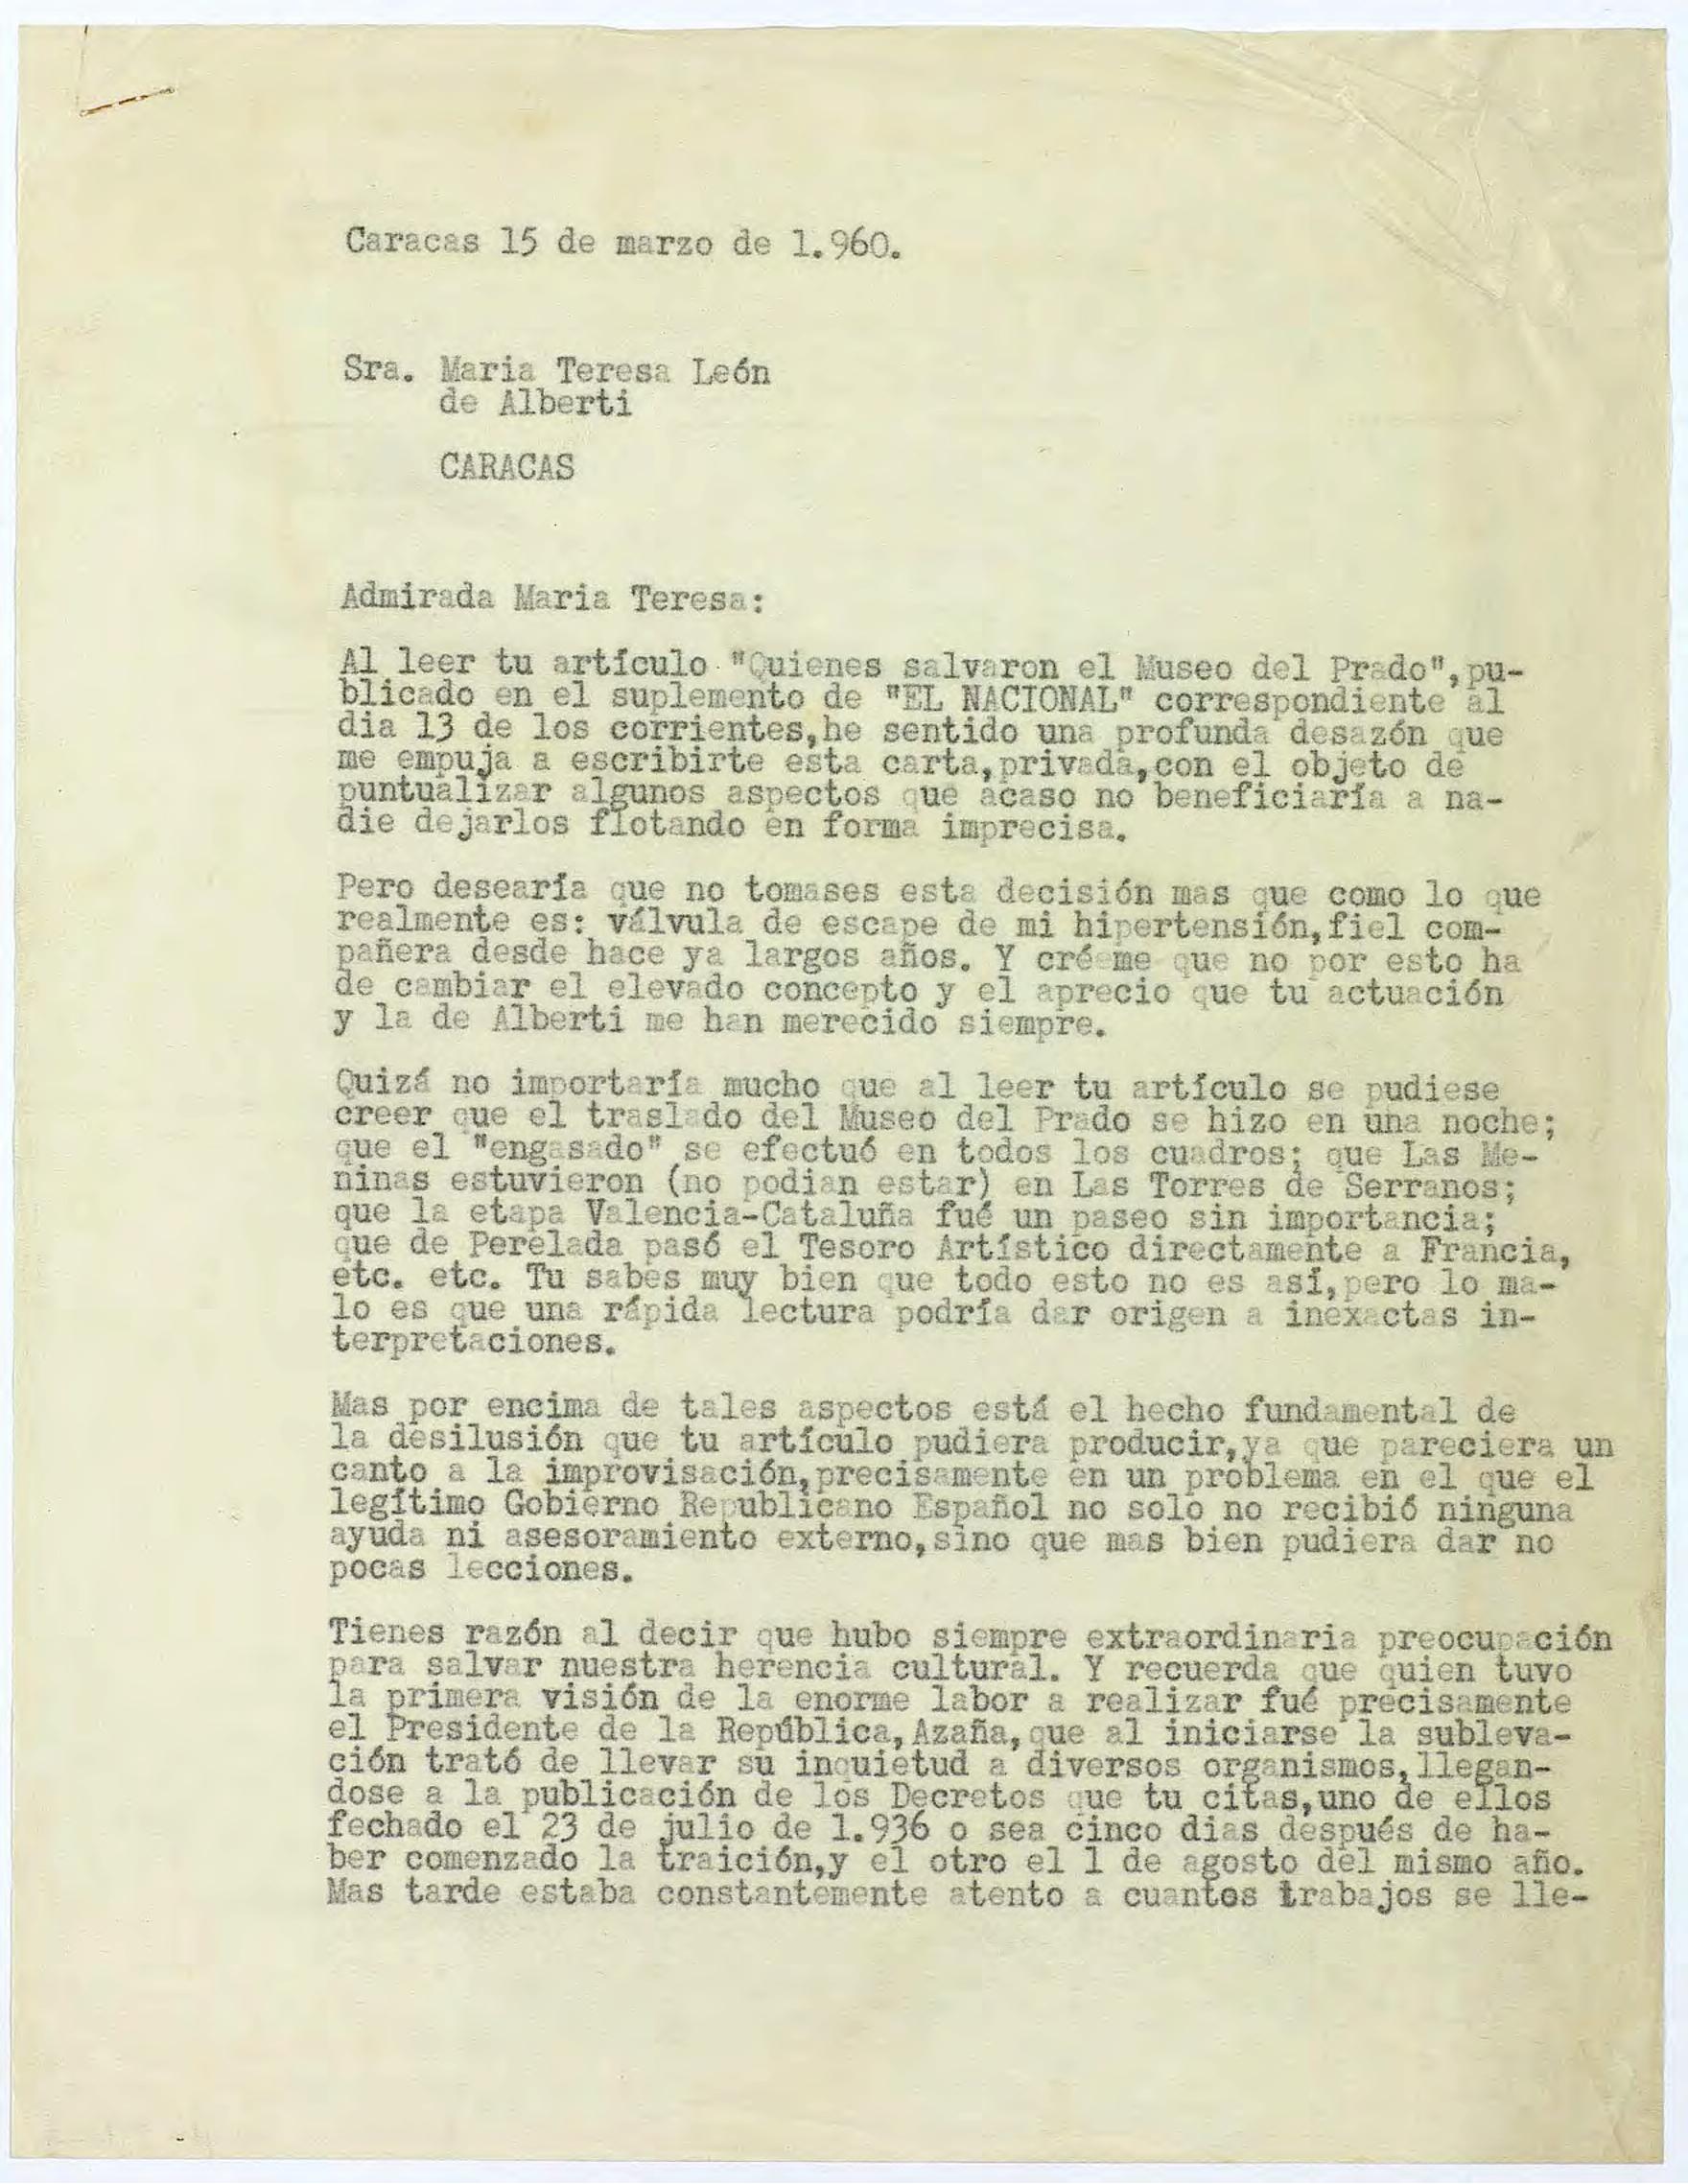 Caracas 15 de marzo de 1.960.
Sra. Maria Teresa León
de Alberti
CARACAS
Admirada Maria Teresa:
Al leer tu artículo "Quienes salvaron el Museo del Prado",pu-
blicado en el suplemento de "EL NACIONAL" correspondiente al
dia 13 de los corrientes,he sentido una profunda desazón que
me empuja a escribirte esta carta,privada,con el objeto de
puntualizar algunos aspectos que acaso no beneficiaría a na-
die dejarlos flotando en forma imprecisa.
Pero desearía que no tomases esta decisión mas que como lo que
realmente es: válvula de escape de mi hipertensión,fiel com-
pañera desde hace ya largos años. Y créeme que no por esto ha
de cambiar el elevado concepto y el aprecio que tu actuación
y la de Alberti me han merecido siempre.
Quizá no importaría mucho que al leer tu artículo se pudiese
creer que el traslado del Museo del Prado se hizo en una noche;
que el "engasado" se efectuó en todos los cuadros; que Las Me-
ninas estuvieron (no podian estar) en Las Torres de Serranos;
que la etapa Valencia-Cataluña fué un paseo sin importancia;
que de Perelada pasó el Tesoro Artístico directamente a Francia,
etc. etc. Tu sabes muy bien que todo esto no es así,pero lo ma-
lo es que una rápida lectura podría dar origen a inexactas in-
terpretaciones.
Mas por encima de tales aspectos está el hecho fundamental de
la desilusión que tu artículo pudiera producir,ya que pareciera un
canto a la improvisación,precisamente en un problema en el que el
legítimo Gobierno Republicano Español no solo no recibió ninguna
ayuda ni asesoramiento externo,sino que mas bien pudiera dar no
pocas lecciones.
Tienes razón al decir que hubo siempre extraordinaria preocupación
para salvar nuestra herencia cultural. Y recuerda que quien tuvo
la primera visión de la enorme labor a realizar fué precisamente
el Presidente de la República,Azaña,que al iniciarse la subleva-
ción trató de llevar su inquietud a diversos organismos,llegan-
dose a la publicación de los Decretos que tu citas,uno de ellos
fechado el 23 de julio de 1.936 o sea cinco dias después de ha-
ber comenzado la traición,y el otro el 1 de agosto del mismo año.
Mas tarde estaba constantemente atento a cuantos trabajos se lle-